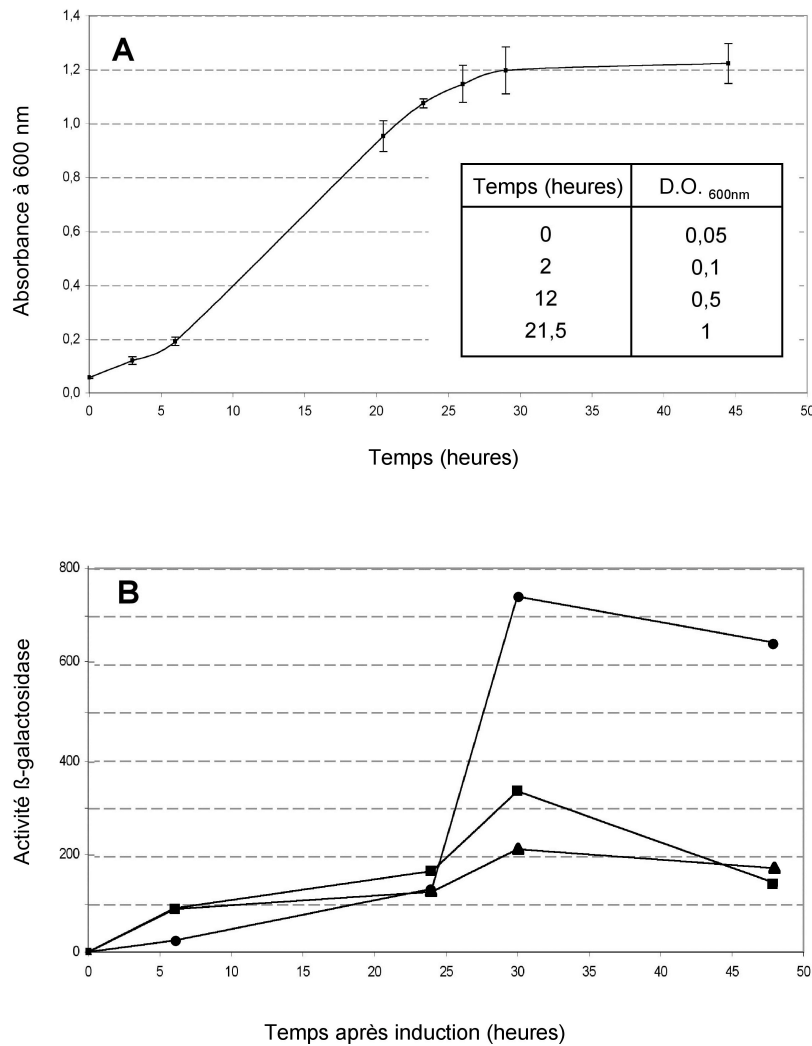 A
Absorbance à 600 nm
1,4
1,2
1,0
0,8
0,6
0,4
0,2
0,0
0 5 10 15 20 25 30 35 40 45 50
Temps (heures)
Temps (heures) D.O. 600nm
0 0,05
2 0,1
12 0,5
21,5 1
B
Activité ß-galactosidase
800
600
400
200
0
0 5 10 15 20 25 30 35 40 45 50
Temps après induction (heures)